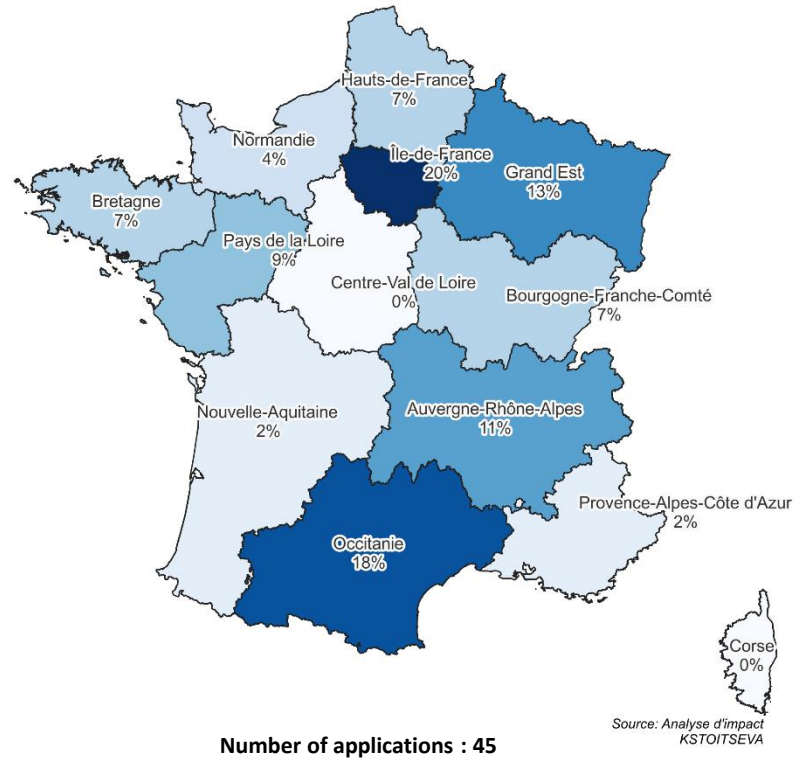 Hauts-de-France
7%
Normandie
4%
Île-de-France
20%
Grand Est
13%
Bretagne
7%
Pays de la Loire
9%
Centre-Val de Loire
0%
Bourgogne-Franche-Comté
7%
Nouvelle-Aquitaine
2%
Auvergne-Rhône-Alpes
11%
Provence-Alpes-Côte d'Azur
2%
Occitanie
18%
Corse
0%
Source: Analyse d'impact
KSTOITSEVA
Number of applications : 45